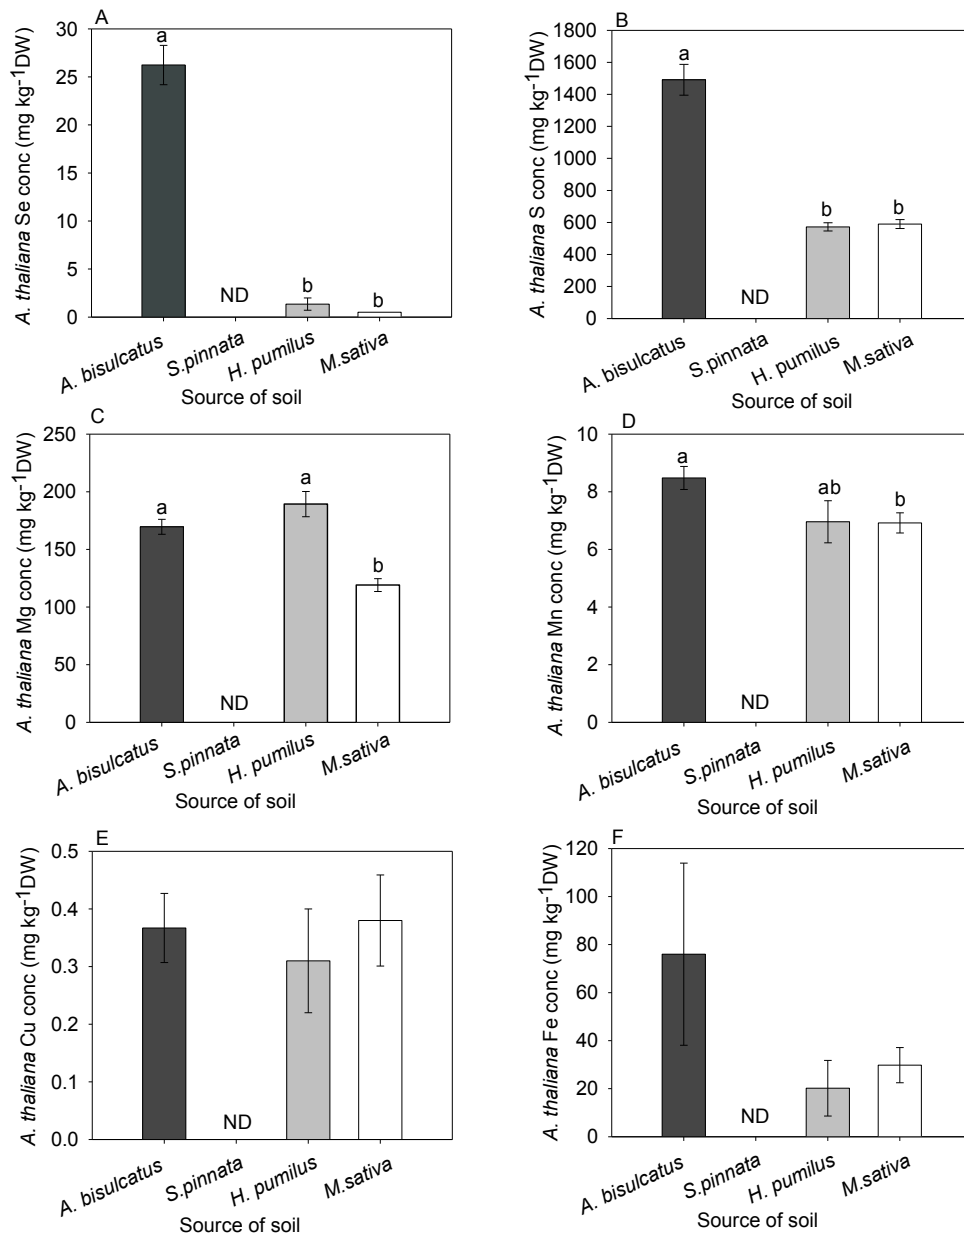 A
A. thaliana Se conc (mg kg-1DW)
30
25
20
15
10
5
0
a
ND
b
b
A. bisulcatus
S.pinnata
H. pumilus
M.sativa
Source of soil
B
A. thaliana S conc (mg kg-1DW)
1800
1600
1400
1200
1000
800
600
400
200
0
a
ND
b
b
A. bisulcatus
S.pinnata
H. pumilus
M.sativa
Source of soil
C
A. thaliana Mg conc (mg kg-1DW)
250
200
150
100
50
0
a
ND
a
b
A. bisulcatus
S.pinnata
H. pumilus
M.sativa
Source of soil
D
A. thaliana Mn conc (mg kg-1DW)
10
8
6
4
2
0
a
ND
ab
b
A. bisulcatus
S.pinnata
H. pumilus
M.sativa
Source of soil
E
A. thaliana Cu conc (mg kg-1DW)
0.5
0.4
0.3
0.2
0.1
0.0
ND
A. bisulcatus
S.pinnata
H. pumilus
M.sativa
Source of soil
F
A. thaliana Fe conc (mg kg-1DW)
120
100
80
60
40
20
0
ND
A. bisulcatus
S.pinnata
H. pumilus
M.sativa
Source of soil